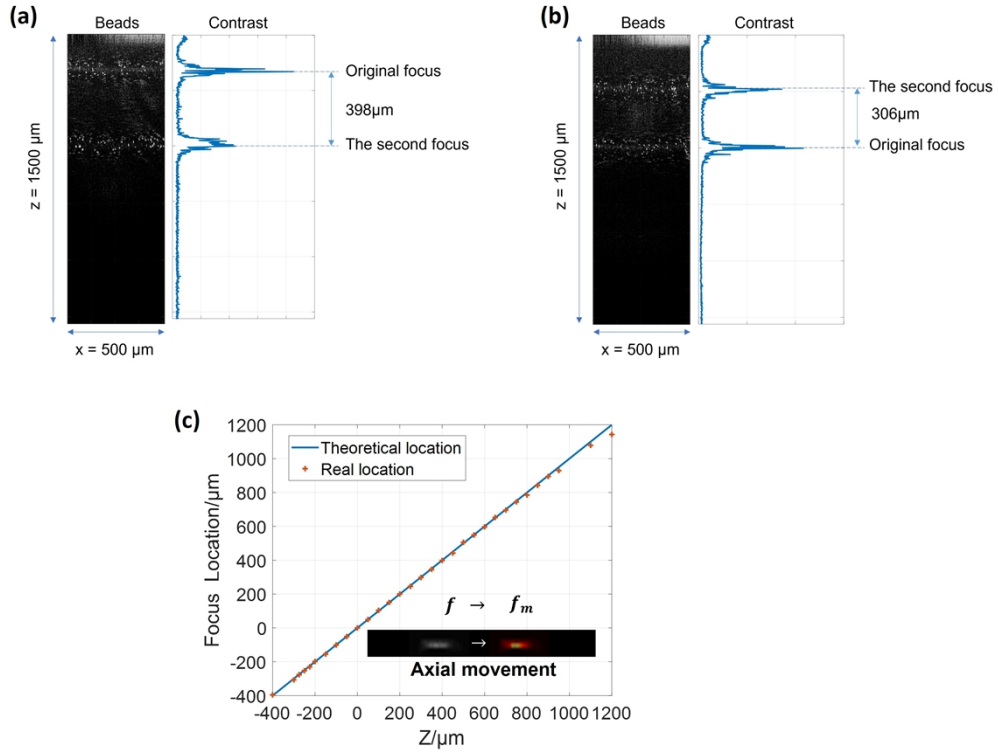 (a)
Beads
Contrast
z = 1500 µm
Original focus
398µm
The second focus
x = 500 µm
(b)
Beads
Contrast
z = 1500 µm
The second focus
306µm
Original focus
x = 500 µm
(c)
1200
1000
800
600
400
200
0
-200
-400
Focus Location/µm
Theoretical location
Real location
f → fₘ
→
Axial movement
-400 -200 0 200 400 600 800 1000 1200
Z/µm